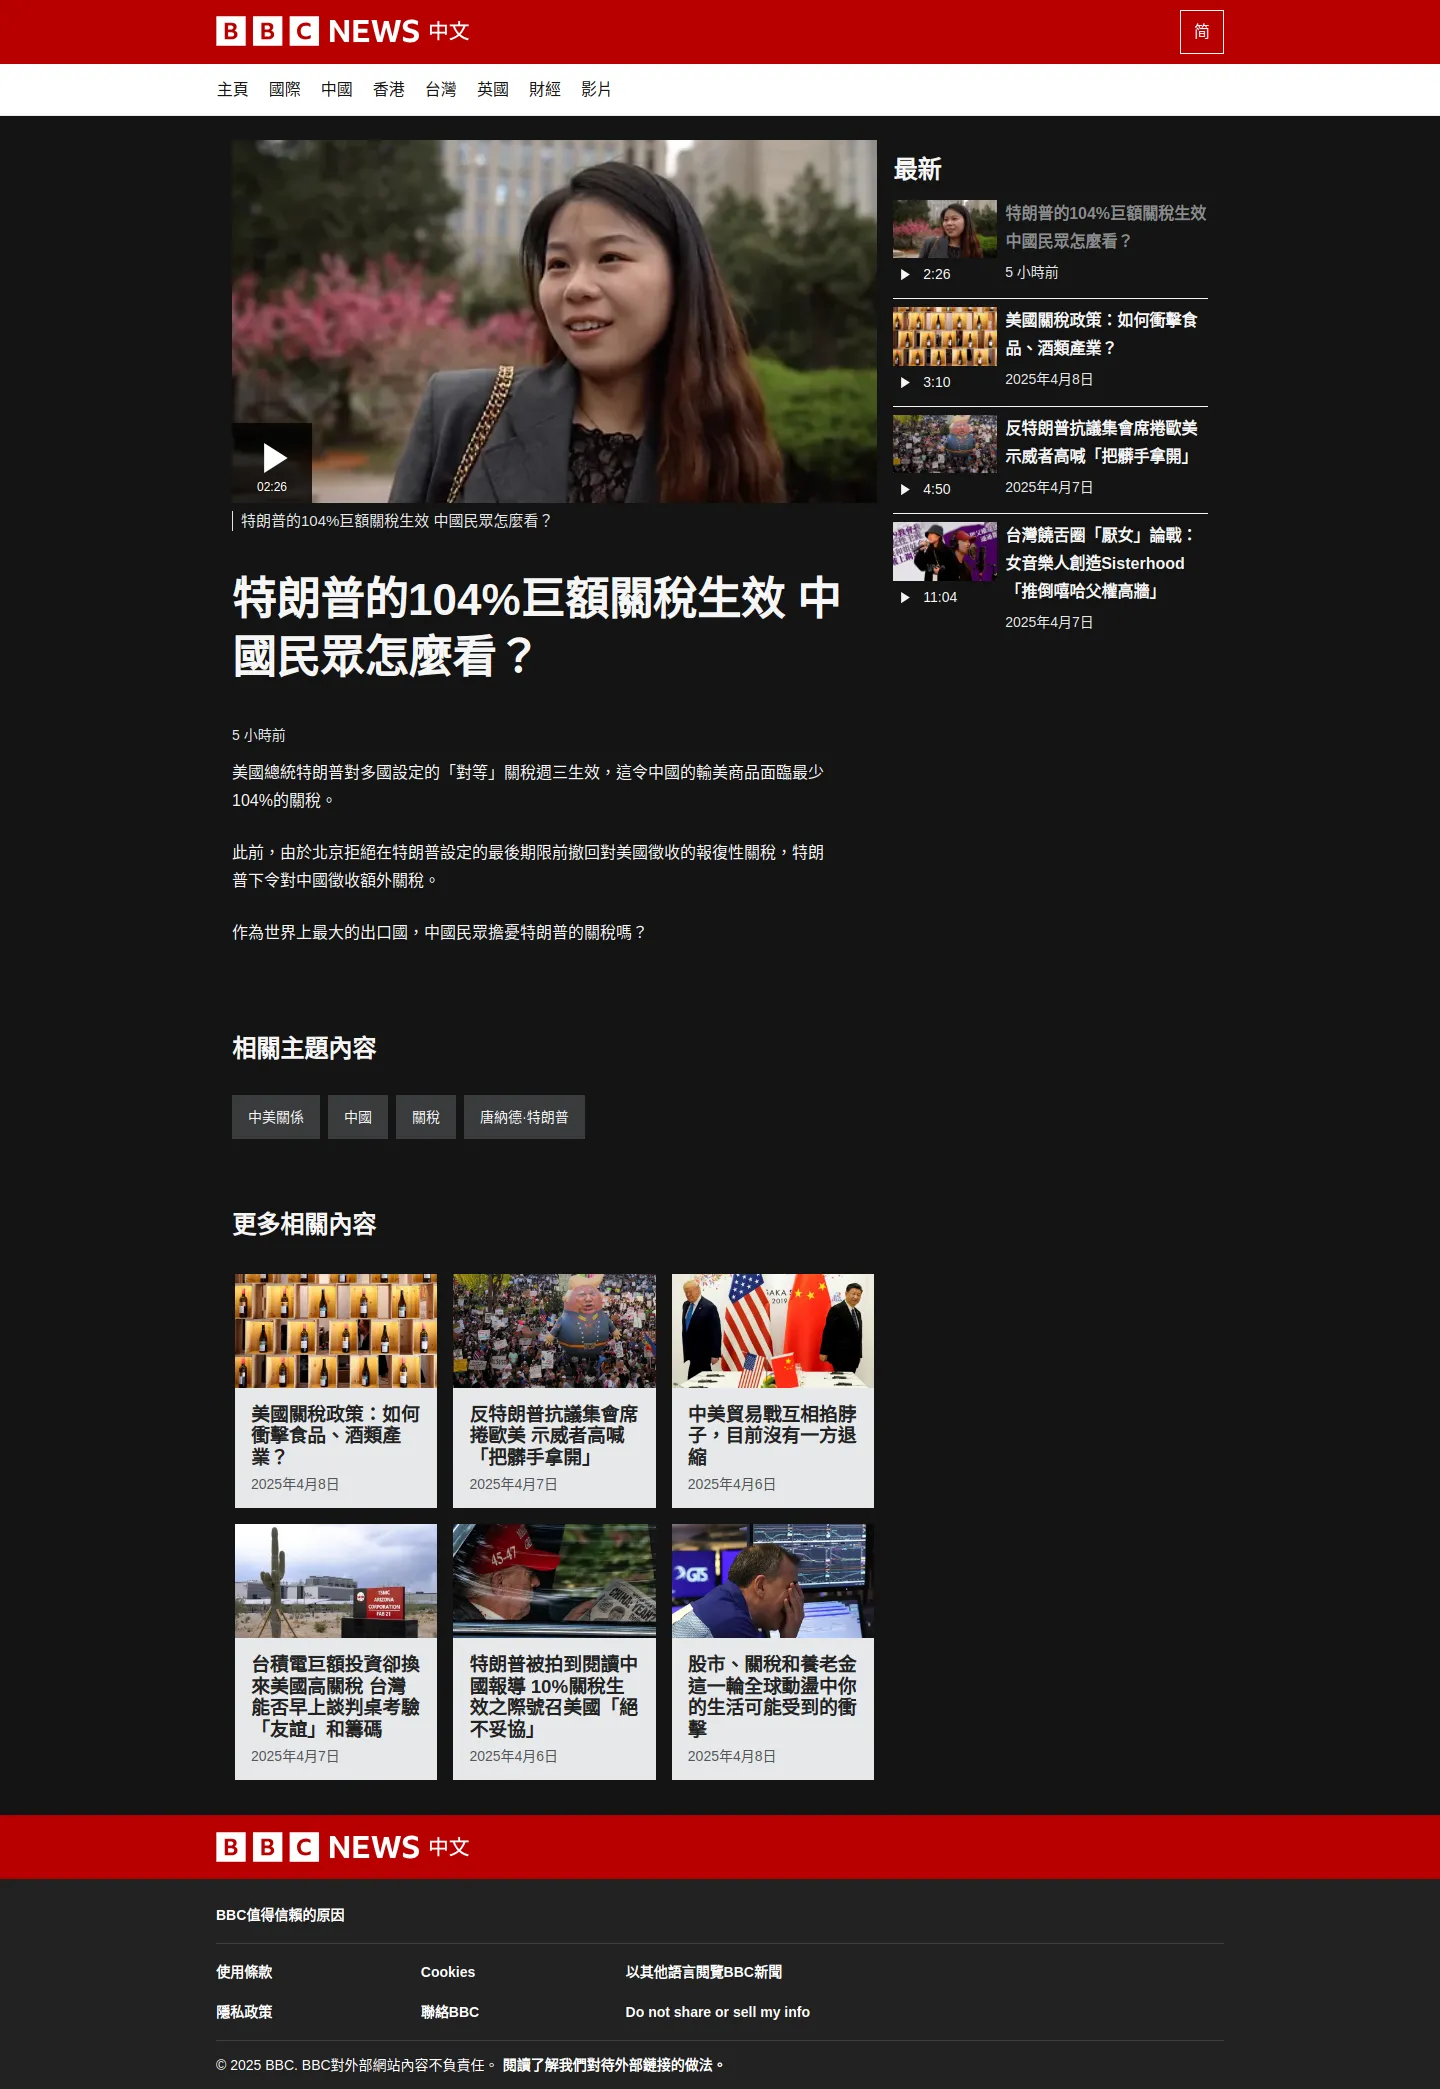 BBC NEWS 中文
简
主頁 國際 中國 香港 台灣 英國 財經 影片
02:26
特朗普的104%巨額關稅生效 中國民眾怎麼看？
特朗普的104%巨額關稅生效 中
國民眾怎麼看？
5 小時前
美國總統特朗普對多國設定的「對等」關稅週三生效，這令中國的輸美商品面臨最少
104%的關稅。
此前，由於北京拒絕在特朗普設定的最後期限前撤回對美國徵收的報復性關稅，特朗
普下令對中國徵收額外關稅。
作為世界上最大的出口國，中國民眾擔憂特朗普的關稅嗎？
最新
特朗普的104%巨額關稅生效
中國民眾怎麼看？
2:26
5 小時前
美國關稅政策：如何衝擊食
品、酒類產業？
3:10
2025年4月8日
反特朗普抗議集會席捲歐美
示威者高喊「把髒手拿開」
4:50
2025年4月7日
台灣饒舌圈「厭女」論戰：
女音樂人創造Sisterhood
「推倒嘻哈父權高牆」
11:04
2025年4月7日
相關主題內容
中美關係 中國 關稅 唐納德·特朗普
更多相關內容
美國關稅政策：如何
衝擊食品、酒類產
業？
2025年4月8日
反特朗普抗議集會席
捲歐美 示威者高喊
「把髒手拿開」
2025年4月7日
2019
中美貿易戰互相掐脖
子，目前沒有一方退
縮
2025年4月6日
TSMC
ARIZONA
CORPORATION
FAB 21
台積電巨額投資卻換
來美國高關稅 台灣
能否早上談判桌考驗
「友誼」和籌碼
2025年4月7日
45-47
特朗普被拍到閱讀中
國報導 10%關稅生
效之際號召美國「絕
不妥協」
2025年4月6日
GTS
股市、關稅和養老金
這一輪全球動盪中你
的生活可能受到的衝
擊
2025年4月8日
BBC NEWS 中文
BBC值得信賴的原因
使用條款 Cookies 以其他語言閱覽BBC新聞
隱私政策 聯絡BBC Do not share or sell my info
© 2025 BBC. BBC對外部網站內容不負責任。 閱讀了解我們對待外部鏈接的做法。